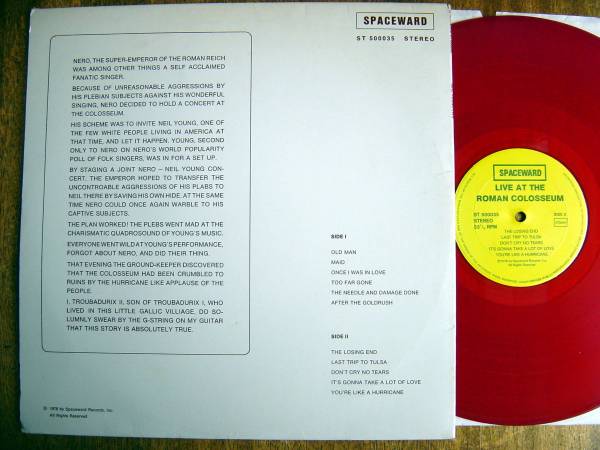 SPACEWARD
ST 500035 STEREO
NERO, THE SUPER-EMPEROR OF THE ROMAN REICH
WAS AMONG OTHER THINGS A SELF ACCLAIMED
FANATIC SINGER.
BECAUSE OF UNREASONABLE AGGRESSIONS BY
HIS PLEBIAN SUBJECTS AGAINST HIS WONDERFUL
SINGING, NERO DECIDED TO HOLD A CONCERT AT
THE COLOSSEUM.
HIS SCHEME WAS TO INVITE NEIL YOUNG, ONE OF
THE FEW WHITE PEOPLE LIVING IN AMERICA AT
THAT TIME, AND LET IT HAPPEN. YOUNG, SECOND
ONLY TO NERO ON NERO'S WORLD POPULARITY
POLL OF FOLK SINGERS, WAS IN FOR A SET UP.
BY STAGING A JOINT NERO – NEIL YOUNG CON-
CERT. THE EMPEROR HOPED TO TRANSFER THE
UNCONTROABLE AGGRESSIONS OF HIS PLABS TO
NEIL THERE BY SAVING HIS OWN HIDE. AT THE SAME
TIME NERO COULD ONCE AGAIN WARBLE TO HIS
CAPTIVE SUBJECTS.
THE PLAN WORKED! THE PLEBS WENT MAD AT THE
CHARISMATIC QUADROSOUND OF YOUNG'S MUSIC.
EVERYONE WENT WILD AT YOUNG'S PERFORMANCE,
FORGOT ABOUT NERO, AND DID THEIR THING.
THAT EVENING THE GROUND-KEEPER DISCOVERED
THAT THE COLOSSEUM HAD BEEN CRUMBLED TO
RUINS BY THE HURRICANE LIKE APPLAUSE OF THE
PEOPLE.
I, TROUBADURIX II, SON OF TROUBADURIX I, WHO
LIVED IN THIS LITTLE GALLIC VILLIAGE, DO SO-
LUMNLY SWEAR BY THE G-STRING ON MY GUITAR
THAT THIS STORY IS ABSOLUTELY TRUE.
SIDE I
OLD MAN
MAID
ONCE I WAS IN LOVE
TOO FAR GONE
THE NEEDLE AND DAMAGE DONE
AFTER THE GOLDRUSH
SIDE II
THE LOSING END
LAST TRIP TO TULSA
DON'T CRY NO TEARS
IT'S GONNA TAKE A LOT OF LOVE
YOU'RE LIKE A HURRICANE
℗ 1976 by Spaceward Records, Inc.
All Rights Reserved
SPACEWARD
LIVE AT THE
ROMAN COLOSSEUM
ST 500035
STEREO
33⅓ RPM
SIDE 2
THE LOSING END
LAST TRIP TO TULSA
DON'T CRY NO TEARS
IT'S GONNA TAKE A LOT OF LOVE
YOU'RE LIKE A HURRICANE